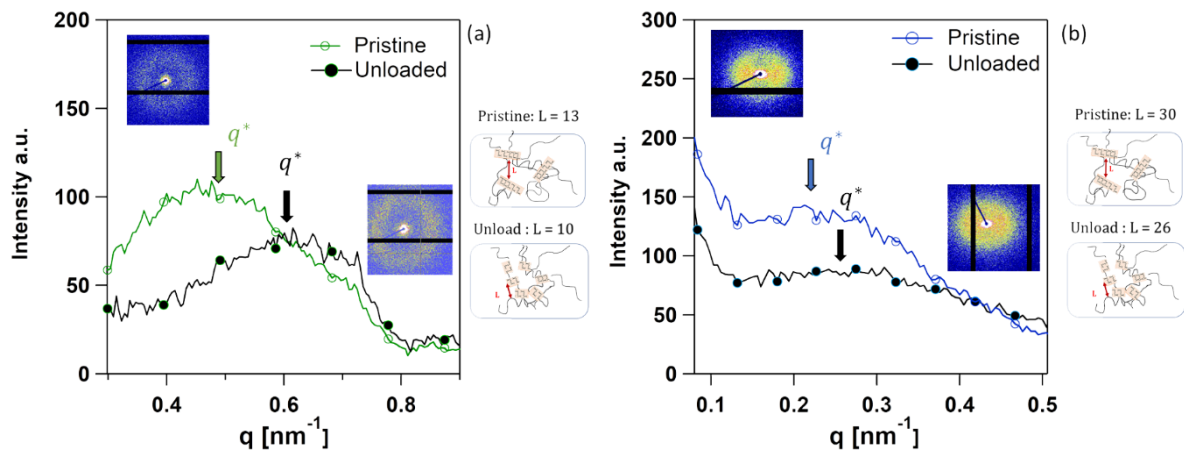 200
150
100
50
0
Intensity a.u.
Pristine
Unloaded
(a)
q*
q*
0.4
0.6
0.8
q [nm⁻¹]
Pristine: L = 13
L
Unload : L = 10
L
300
250
200
150
100
50
0
Intensity a.u.
Pristine
Unloaded
(b)
q*
q*
0.1
0.2
0.3
0.4
0.5
q [nm⁻¹]
Pristine: L = 30
L
Unload : L = 26
L